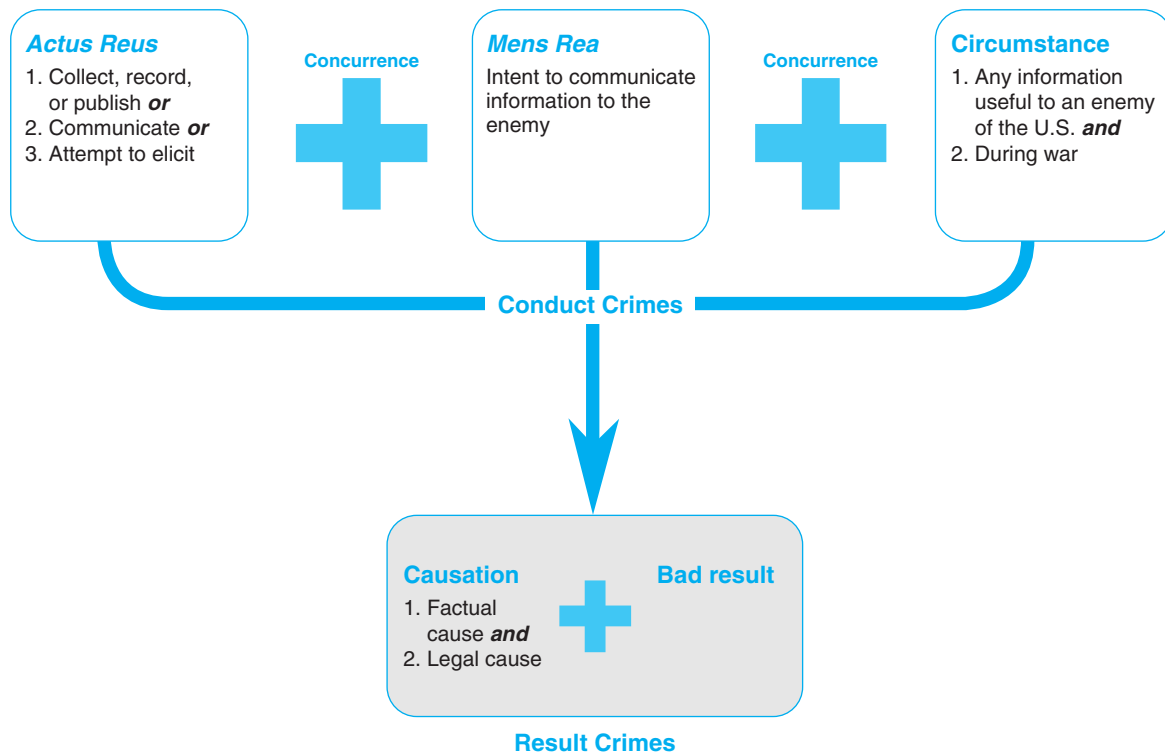 Actus Reus
1. Collect, record,
or publish or
2. Communicate or
3. Attempt to elicit
Concurrence
Mens Rea
Intent to communicate
information to the
enemy
Concurrence
Circumstance
1. Any information
useful to an enemy
of the U.S. and
2. During war
Conduct Crimes
Causation
1. Factual
cause and
2. Legal cause
Bad result
Result Crimes